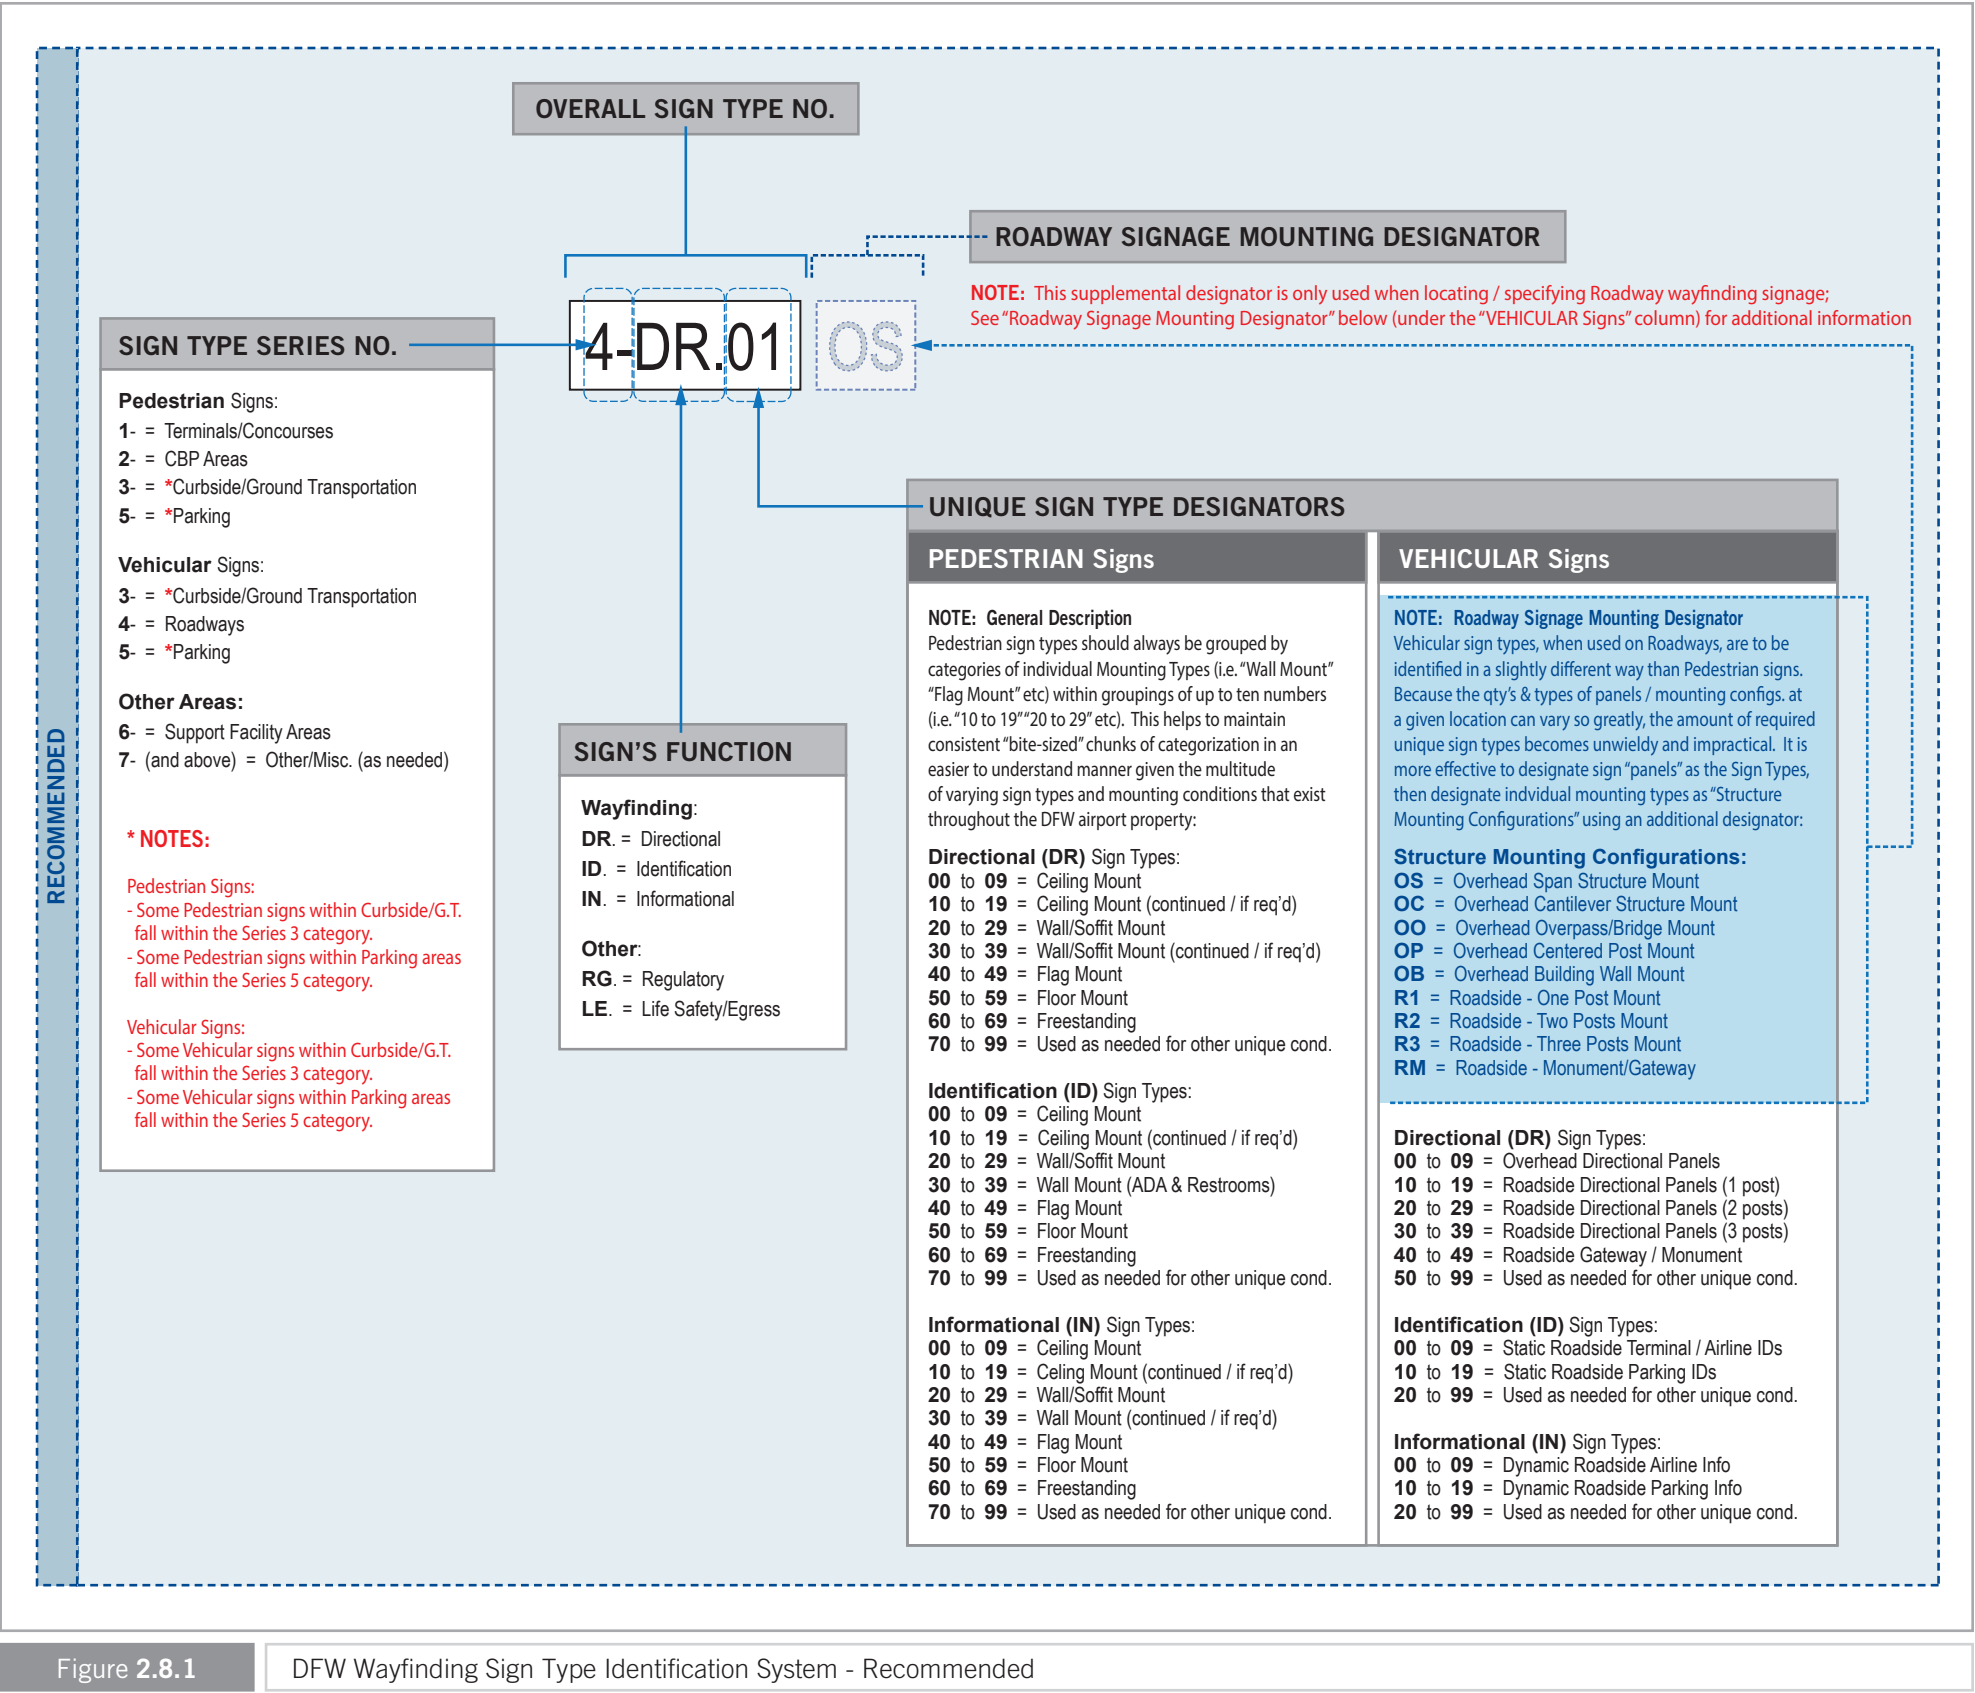 OVERALL SIGN TYPE NO.
ROADWAY SIGNAGE MOUNTING DESIGNATOR
NOTE: This supplemental designator is only used when locating / specifying Roadway wayfinding signage;
See “Roadway Signage Mounting Designator” below (under the “VEHICULAR Signs” column) for additional information
4-DR.01
OS
SIGN TYPE SERIES NO.
Pedestrian Signs:
1- = Terminals/Concourses
2- = CBP Areas
3- = *Curbside/Ground Transportation
5- = *Parking
Vehicular Signs:
3- = *Curbside/Ground Transportation
4- = Roadways
5- = *Parking
Other Areas:
6- = Support Facility Areas
7- (and above) = Other/Misc. (as needed)
* NOTES:
Pedestrian Signs:
- Some Pedestrian signs within Curbside/G.T.
fall within the Series 3 category.
- Some Pedestrian signs within Parking areas
fall within the Series 5 category.
Vehicular Signs:
- Some Vehicular signs within Curbside/G.T.
fall within the Series 3 category.
- Some Vehicular signs within Parking areas
fall within the Series 5 category.
RECOMMENDED
SIGN’S FUNCTION
Wayfinding:
DR. = Directional
ID. = Identification
IN. = Informational
Other:
RG. = Regulatory
LE. = Life Safety/Egress
UNIQUE SIGN TYPE DESIGNATORS
PEDESTRIAN Signs
NOTE: General Description
Pedestrian sign types should always be grouped by
categories of individual Mounting Types (i.e. “Wall Mount”
“Flag Mount” etc) within groupings of up to ten numbers
(i.e. “10 to 19” “20 to 29” etc). This helps to maintain
consistent “bite-sized” chunks of categorization in an
easier to understand manner given the multitude
of varying sign types and mounting conditions that exist
throughout the DFW airport property:
Directional (DR) Sign Types:
00 to 09 = Ceiling Mount
10 to 19 = Ceiling Mount (continued / if req’d)
20 to 29 = Wall/Soffit Mount
30 to 39 = Wall/Soffit Mount (continued / if req’d)
40 to 49 = Flag Mount
50 to 59 = Floor Mount
60 to 69 = Freestanding
70 to 99 = Used as needed for other unique cond.
Identification (ID) Sign Types:
00 to 09 = Ceiling Mount
10 to 19 = Ceiling Mount (continued / if req’d)
20 to 29 = Wall/Soffit Mount
30 to 39 = Wall Mount (ADA & Restrooms)
40 to 49 = Flag Mount
50 to 59 = Floor Mount
60 to 69 = Freestanding
70 to 99 = Used as needed for other unique cond.
Informational (IN) Sign Types:
00 to 09 = Ceiling Mount
10 to 19 = Celing Mount (continued / if req’d)
20 to 29 = Wall/Soffit Mount
30 to 39 = Wall Mount (continued / if req’d)
40 to 49 = Flag Mount
50 to 59 = Floor Mount
60 to 69 = Freestanding
70 to 99 = Used as needed for other unique cond.
VEHICULAR Signs
NOTE: Roadway Signage Mounting Designator
Vehicular sign types, when used on Roadways, are to be
identified in a slightly different way than Pedestrian signs.
Because the qty’s & types of panels / mounting configs. at
a given location can vary so greatly, the amount of required
unique sign types becomes unwieldy and impractical. It is
more effective to designate sign “panels” as the Sign Types,
then designate indvidual mounting types as “Structure
Mounting Configurations” using an additional designator:
Structure Mounting Configurations:
OS = Overhead Span Structure Mount
OC = Overhead Cantilever Structure Mount
OO = Overhead Overpass/Bridge Mount
OP = Overhead Centered Post Mount
OB = Overhead Building Wall Mount
R1 = Roadside - One Post Mount
R2 = Roadside - Two Posts Mount
R3 = Roadside - Three Posts Mount
RM = Roadside - Monument/Gateway
Directional (DR) Sign Types:
00 to 09 = Overhead Directional Panels
10 to 19 = Roadside Directional Panels (1 post)
20 to 29 = Roadside Directional Panels (2 posts)
30 to 39 = Roadside Directional Panels (3 posts)
40 to 49 = Roadside Gateway / Monument
50 to 99 = Used as needed for other unique cond.
Identification (ID) Sign Types:
00 to 09 = Static Roadside Terminal / Airline IDs
10 to 19 = Static Roadside Parking IDs
20 to 99 = Used as needed for other unique cond.
Informational (IN) Sign Types:
00 to 09 = Dynamic Roadside Airline Info
10 to 19 = Dynamic Roadside Parking Info
20 to 99 = Used as needed for other unique cond.
Figure 2.8.1
DFW Wayfinding Sign Type Identification System - Recommended